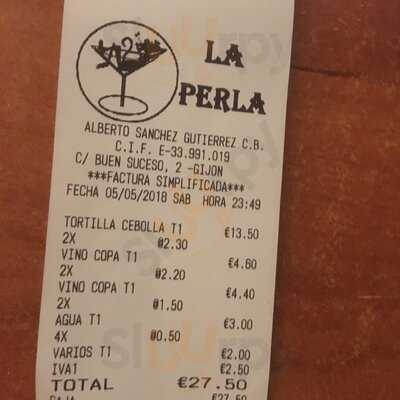 LA
PERLA
ALBERTO SANCHEZ GUTIERREZ C.B.
C.I.F. E-33.991.019
C/ BUEN SUCESO, 2 -GIJON
***FACTURA SIMPLIFICADA***
FECHA 05/05/2018 SAB HORA 23:49
TORTILLA CEBOLLA T1 €13.50
2X @2.30
VINO COPA T1 €4.60
2X @2.20
VINO COPA T1 €4.40
2X @1.50
AGUA T1 €3.00
4X @0.50
VARIOS T1 €2.00
IVA1 €2.50
TOTAL €27.50
CAJA €27.50